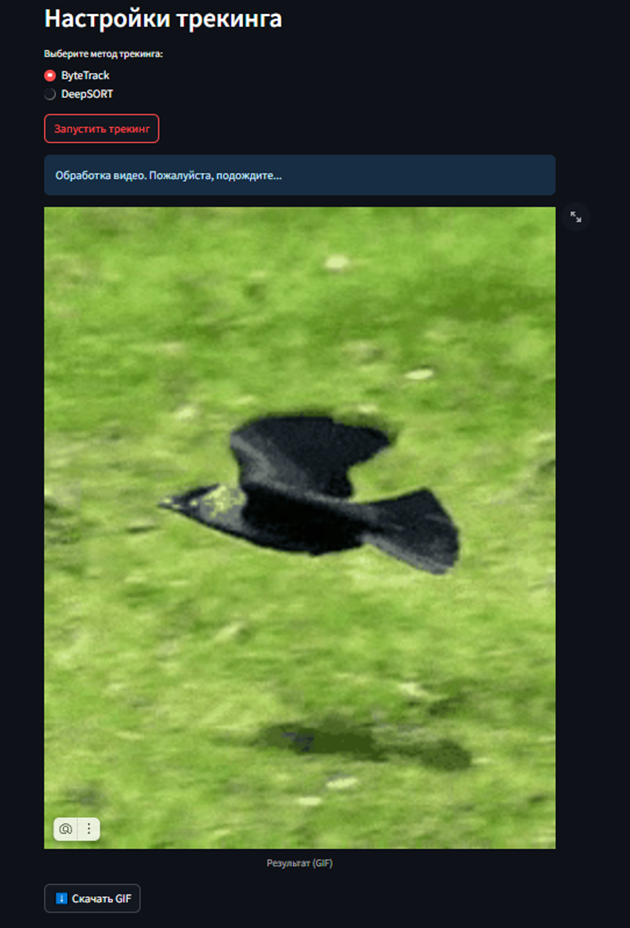 Настройки трекинга
Выберите метод трекинга:
ByteTrack
DeepSORT
Запустить трекинг
Обработка видео. Пожалуйста, подождите...
Результат (GIF)
Скачать GIF